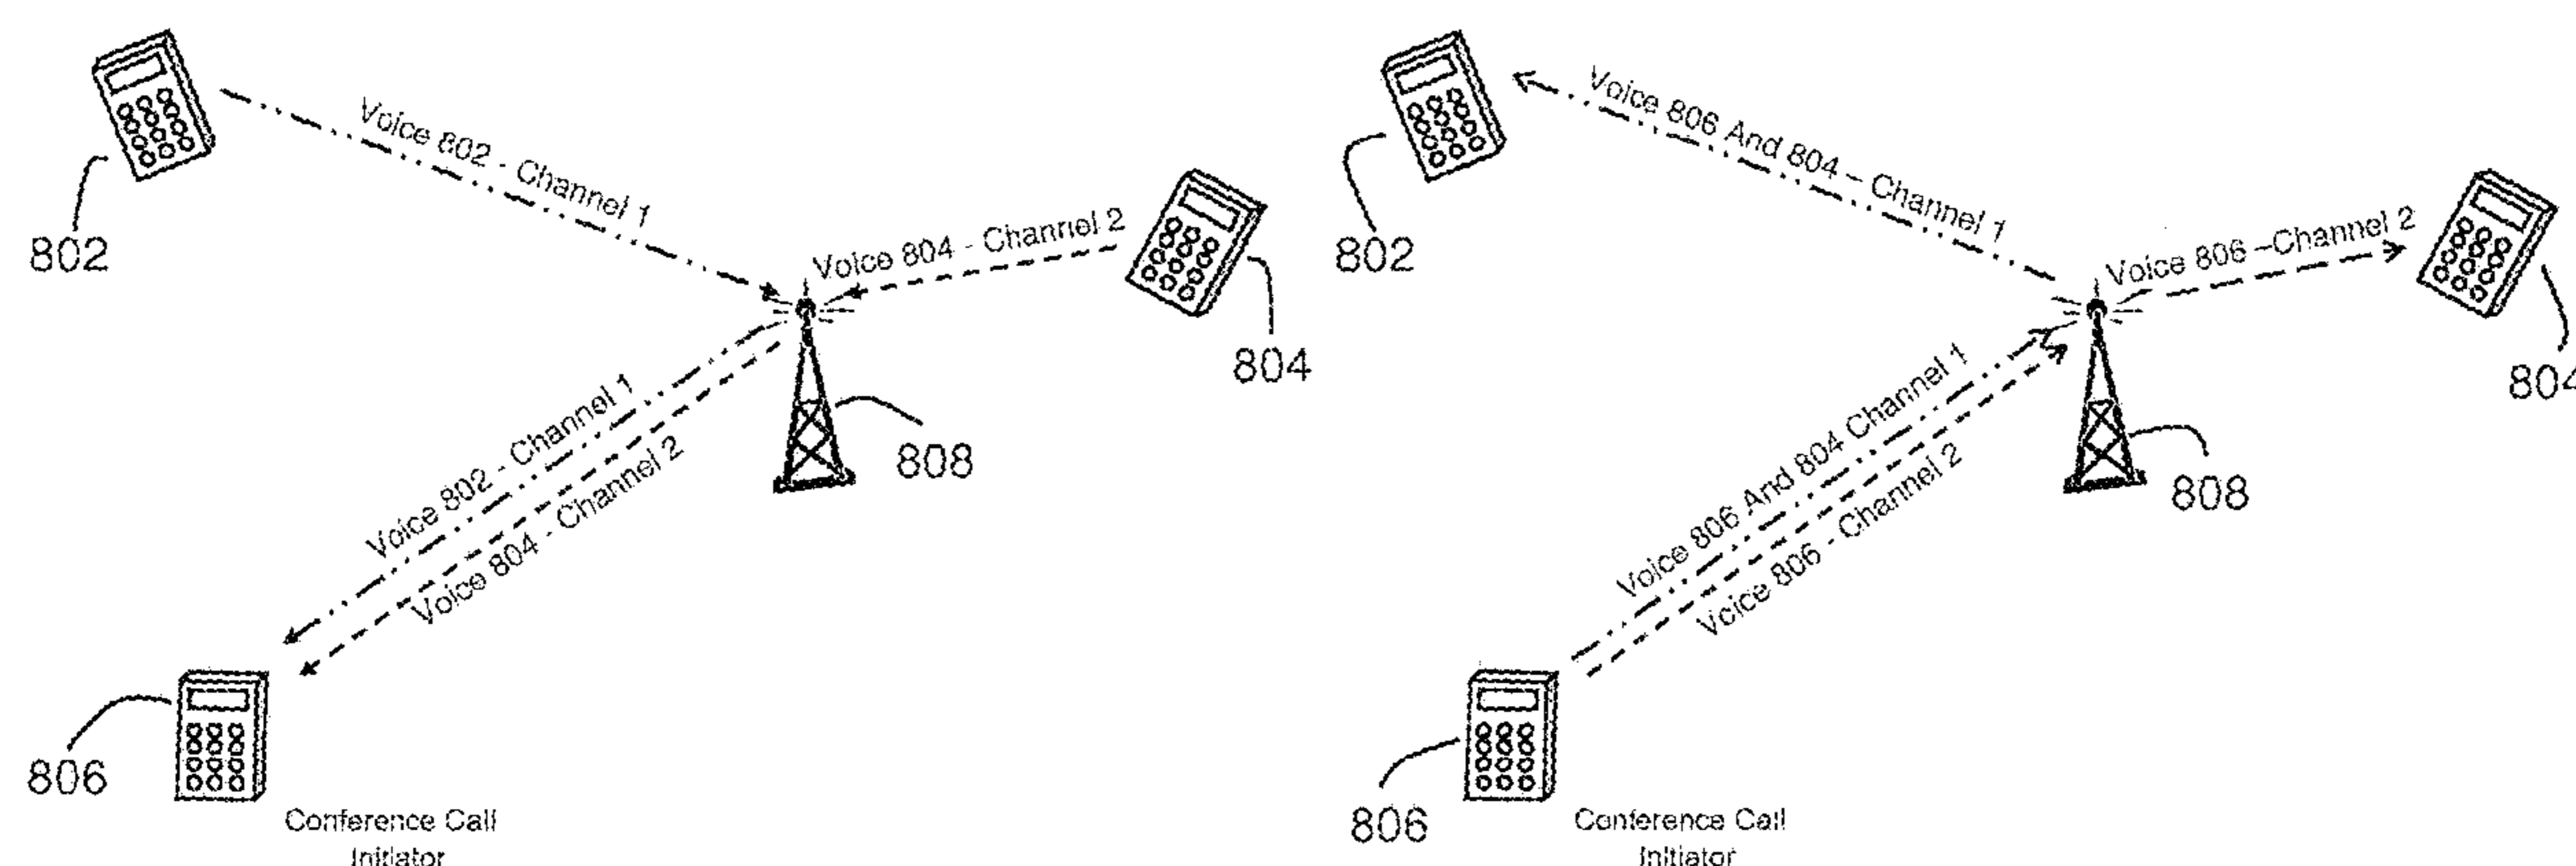 Voice 802 - Channel 1
802
Voice 804 - Channel 2
804
Voice 802 - Channel 1
Voice 804 - Channel 2
808
806
Conference Call
Initiator
Voice 806 And 804 – Channel 1
802
Voice 806 –Channel 2
804
Voice 806 And 804 Channel 1
Voice 806 - Channel 2
808
806
Conference Call
Initiator